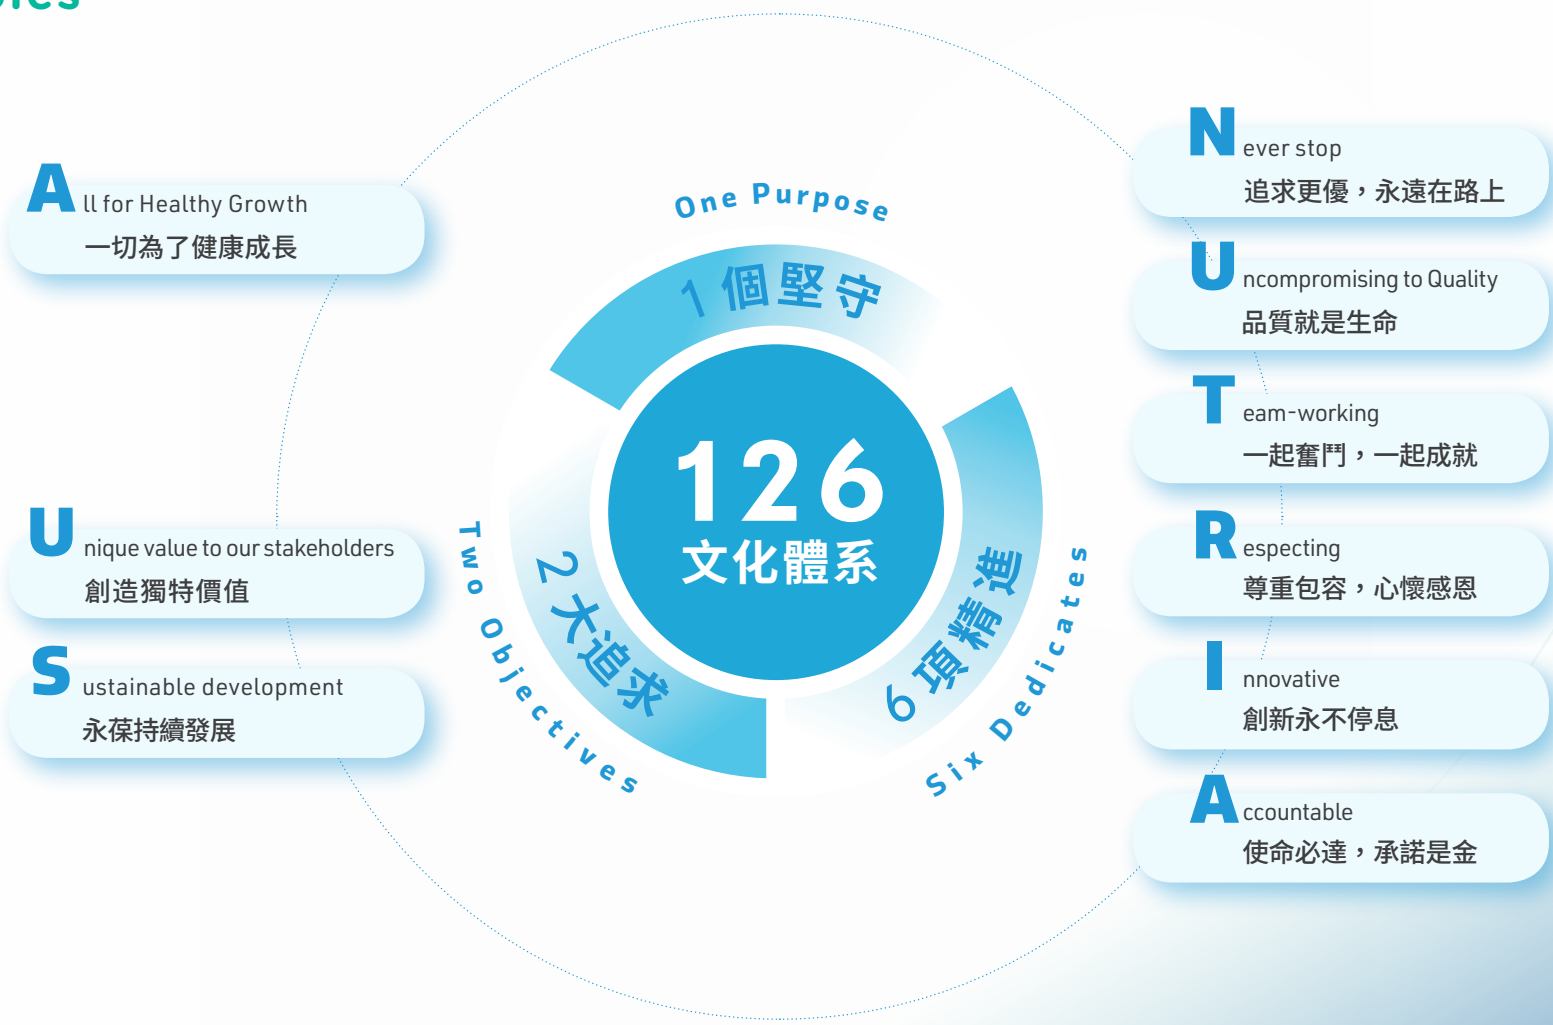 All for Healthy Growth
一切為了健康成長
Unique value to our stakeholders
創造獨特價值
Sustainable development
永葆持續發展
One Purpose
1個堅守
126
文化體系
Two Objectives
2大追求
Six Dedicates
6項精進
Never stop
追求更優，永遠在路上
Uncompromising to Quality
品質就是生命
Team-working
一起奮鬥，一起成就
Respecting
尊重包容，心懷感恩
Innovative
創新永不停息
Accountable
使命必達，承諾是金